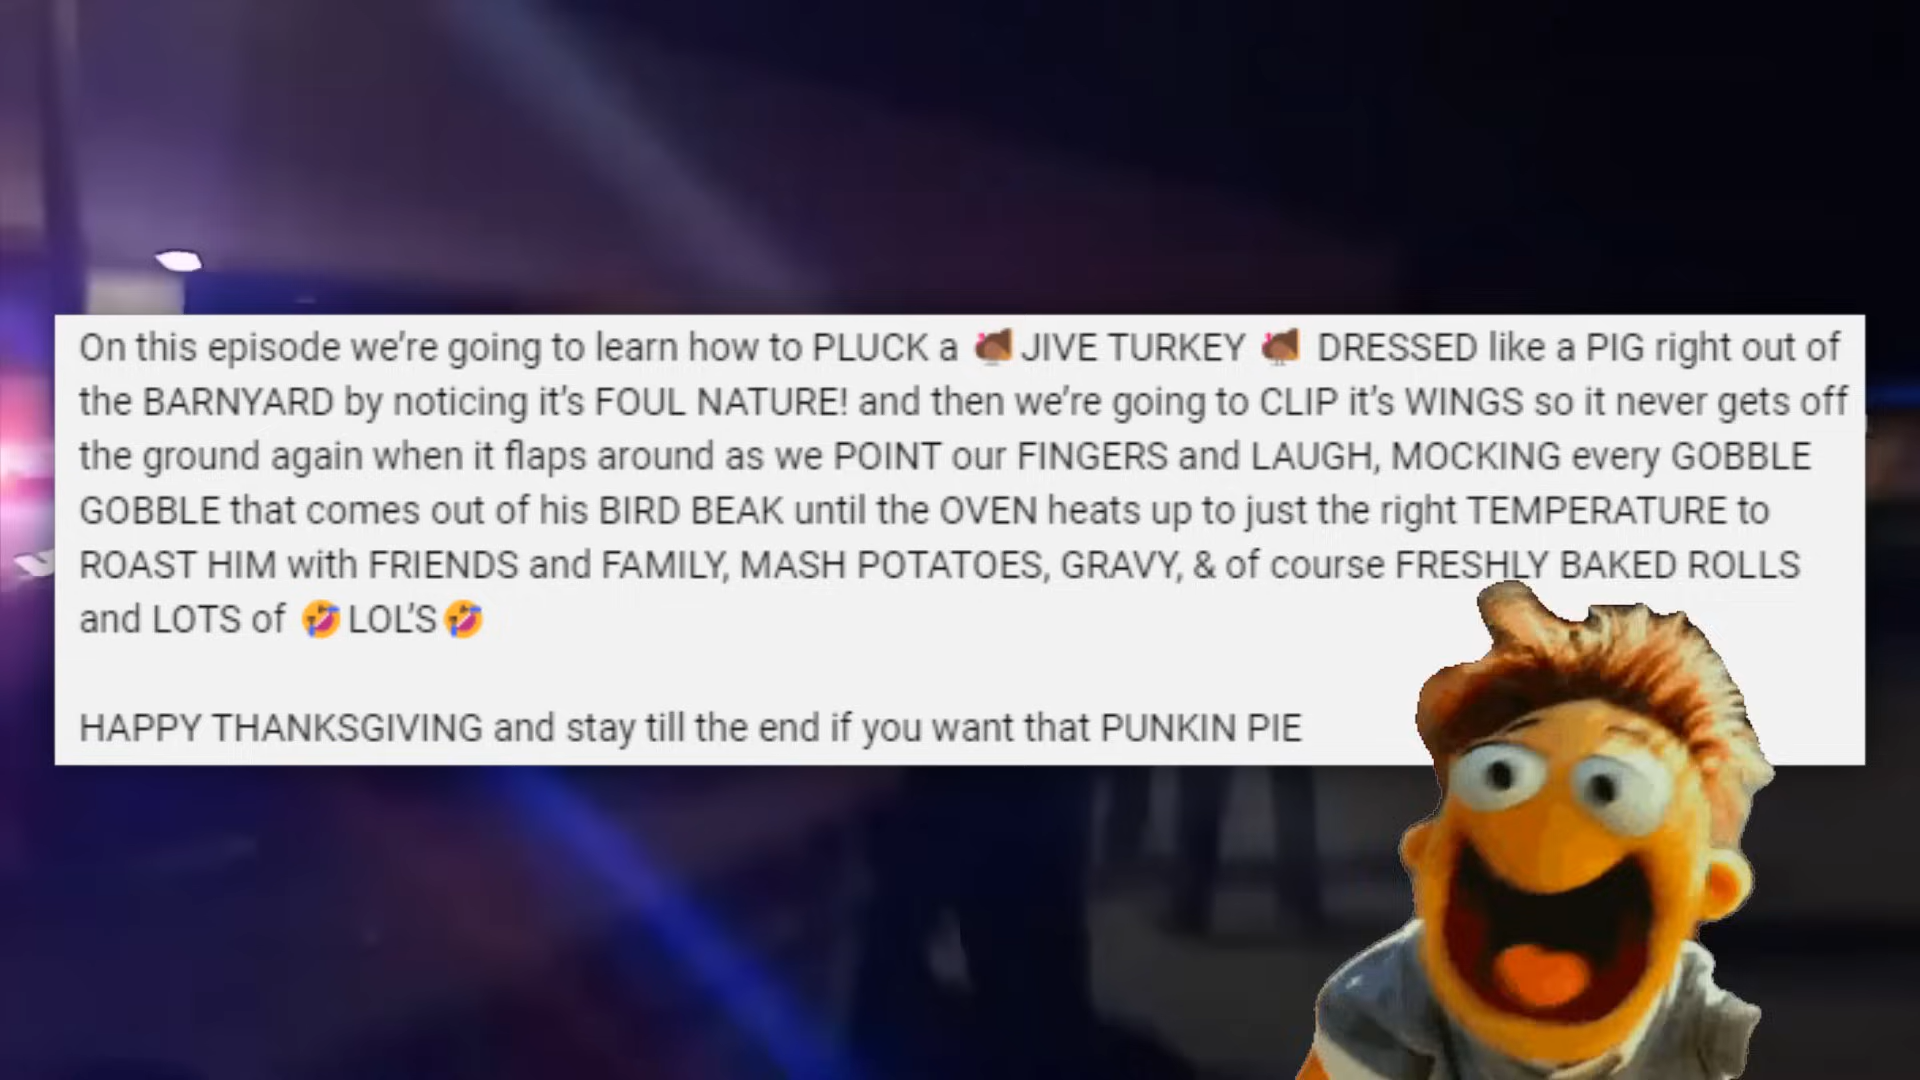 On this episode we're going to learn how to PLUCK a 🦃JIVE TURKEY🦃 DRESSED like a PIG right out of
the BARNYARD by noticing it's FOUL NATURE! and then we're going to CLIP it's WINGS so it never gets off
the ground again when it flaps around as we POINT our FINGERS and LAUGH, MOCKING every GOBBLE
GOBBLE that comes out of his BIRD BEAK until the OVEN heats up to just the right TEMPERATURE to
ROAST HIM with FRIENDS and FAMILY, MASH POTATOES, GRAVY, & of course FRESHLY BAKED ROLLS
and LOTS of 🤣LOL'S🤣
HAPPY THANKSGIVING and stay till the end if you want that PUNKIN PIE